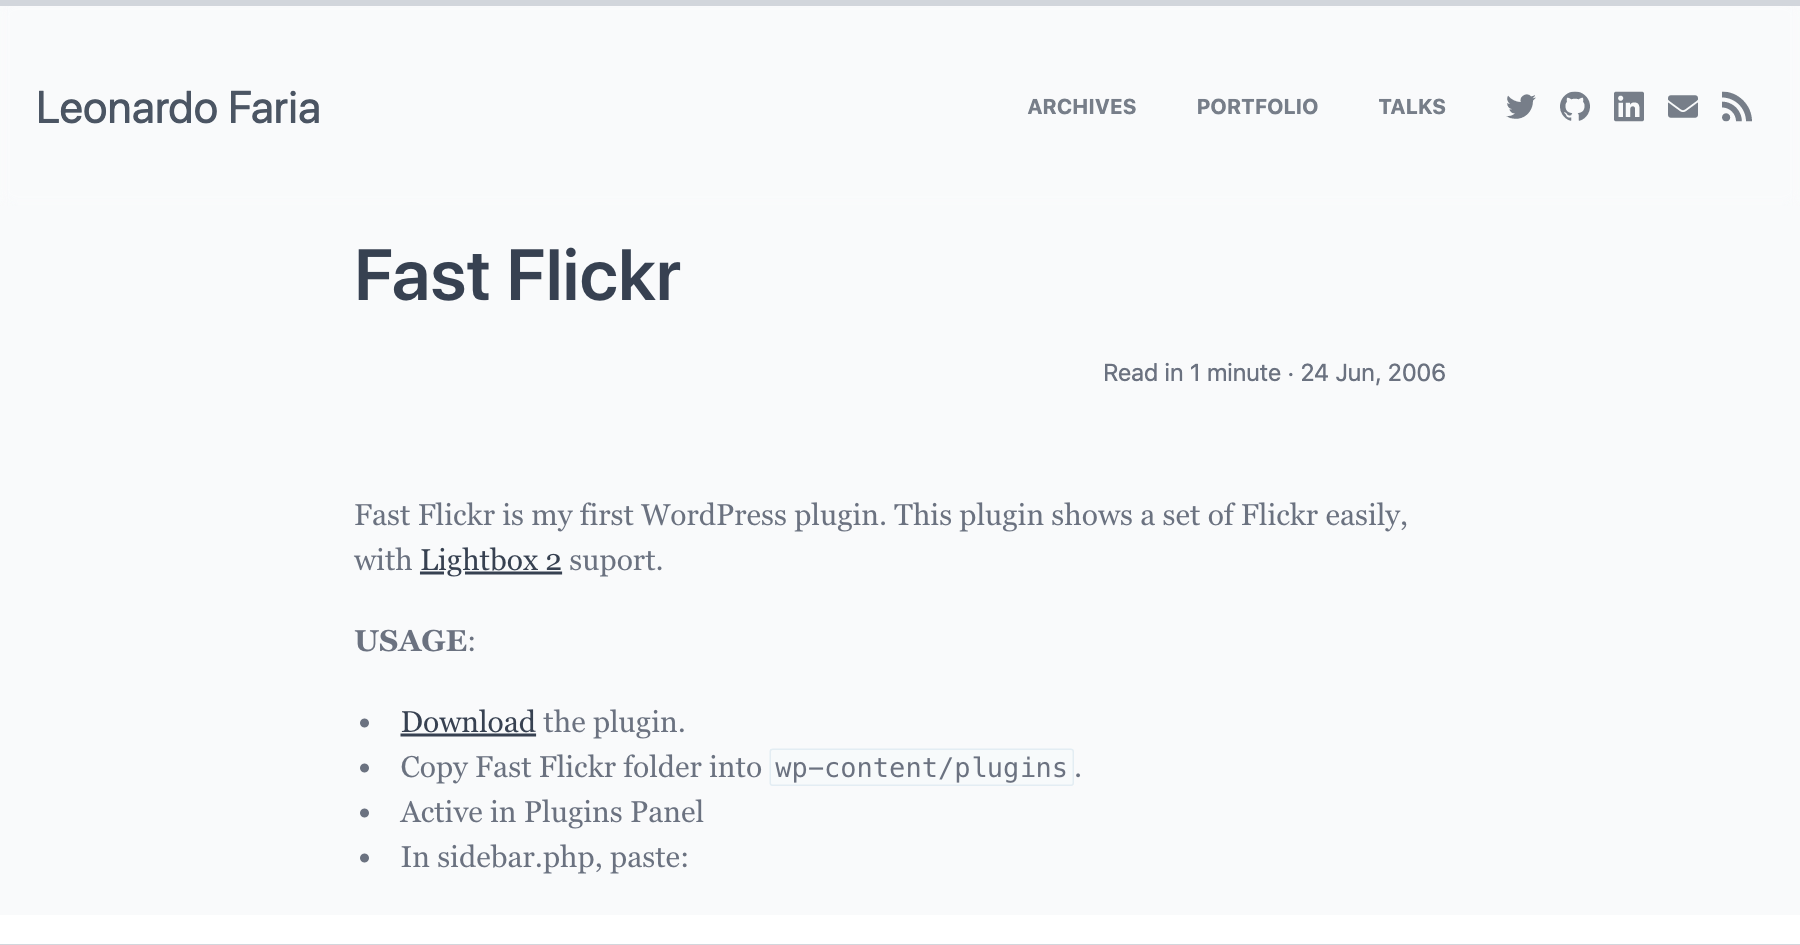 Leonardo Faria
ARCHIVES PORTFOLIO TALKS
Fast Flickr
Read in 1 minute · 24 Jun, 2006
Fast Flickr is my first WordPress plugin. This plugin shows a set of Flickr easily,
with Lightbox 2 suport.
USAGE:
• Download the plugin.
• Copy Fast Flickr folder into wp-content/plugins.
• Active in Plugins Panel
• In sidebar.php, paste: